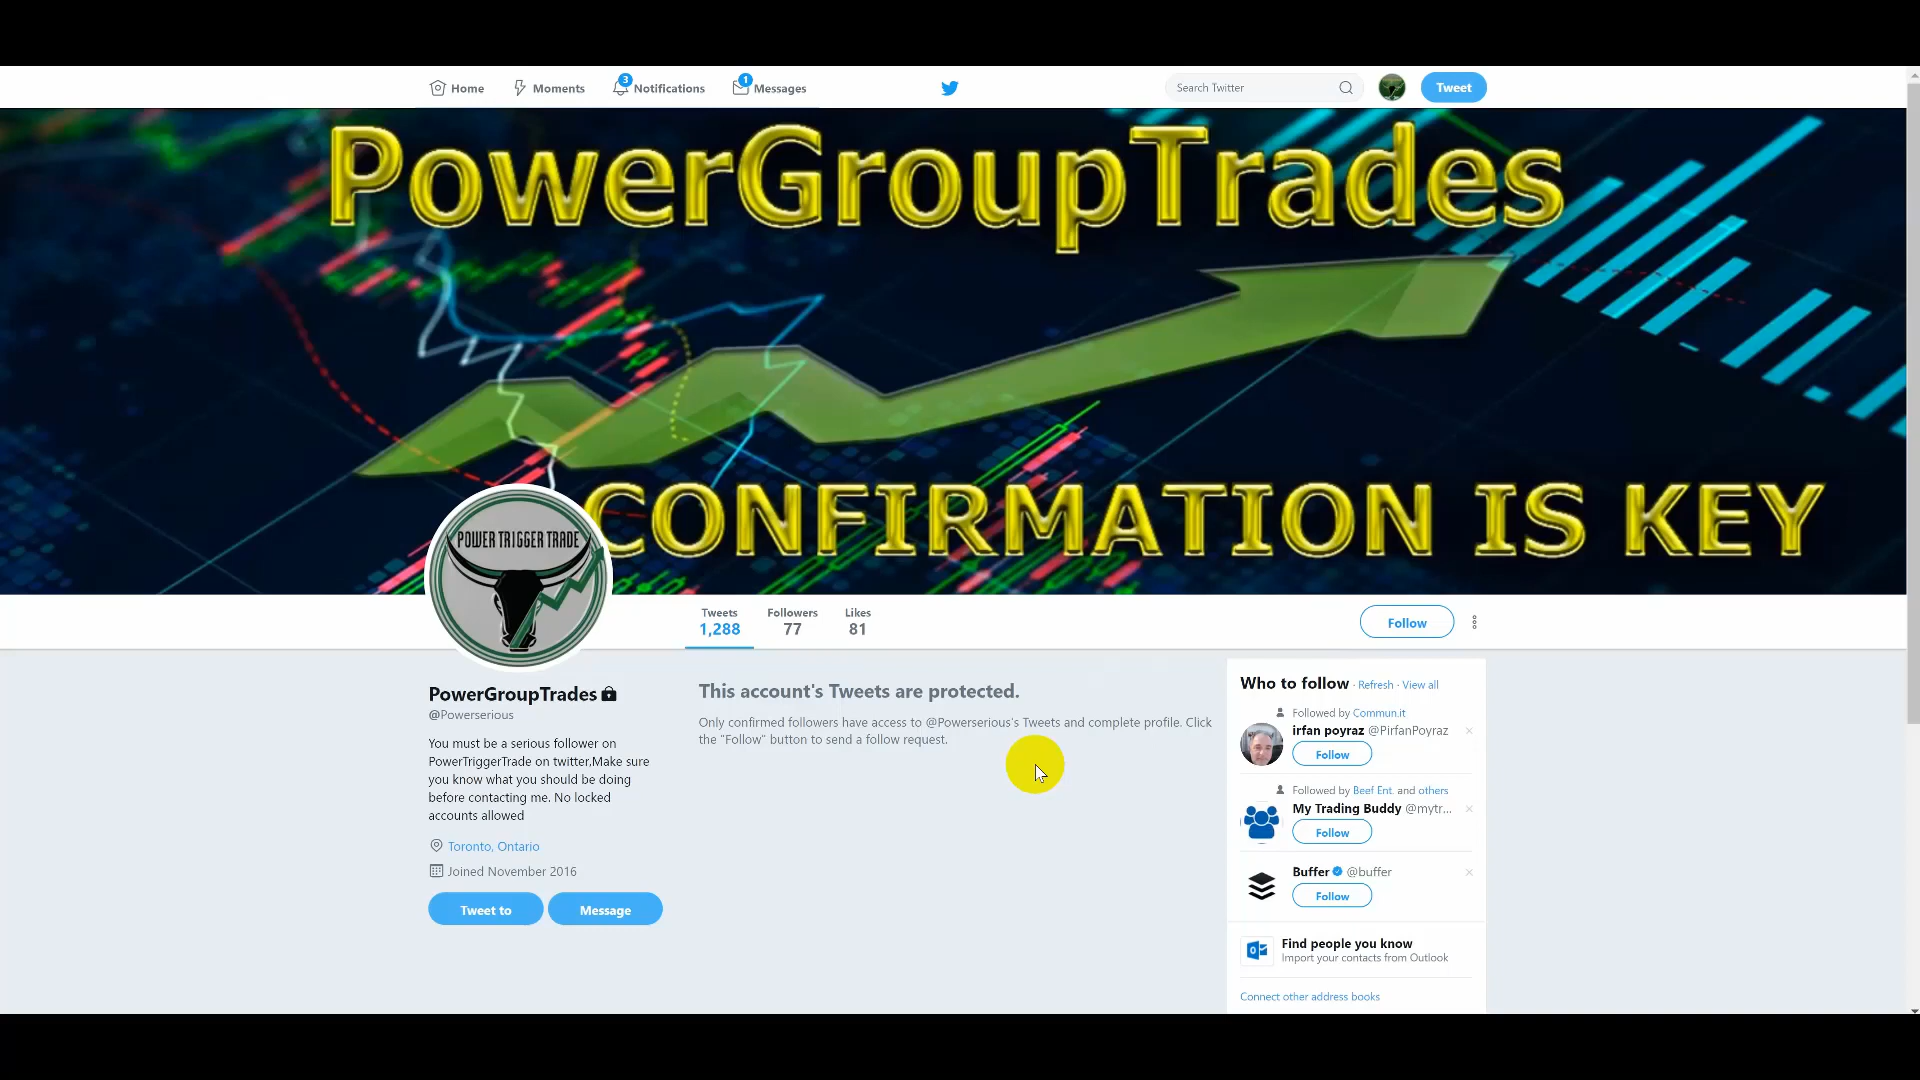 Home
Moments
3
Notifications
1
Messages
Search Twitter
Tweet
PowerGroupTrades
CONFIRMATION IS KEY
POWER TRIGGER TRADE
Tweets
1,288
Followers
77
Likes
81
Follow
PowerGroupTrades
@Powerserious
You must be a serious follower on
PowerTriggerTrade on twitter,Make sure
you know what you should be doing
before contacting me. No locked
accounts allowed
Toronto, Ontario
Joined November 2016
Tweet to
Message
This account's Tweets are protected.
Only confirmed followers have access to @Powerserious's Tweets and complete profile. Click
the "Follow" button to send a follow request.
Who to follow · Refresh · View all
Followed by Commun.it
irfan poyraz @PirfanPoyraz
Follow
Followed by Beef Ent. and others
My Trading Buddy @mytr...
Follow
Buffer @buffer
Follow
Find people you know
Import your contacts from Outlook
Connect other address books